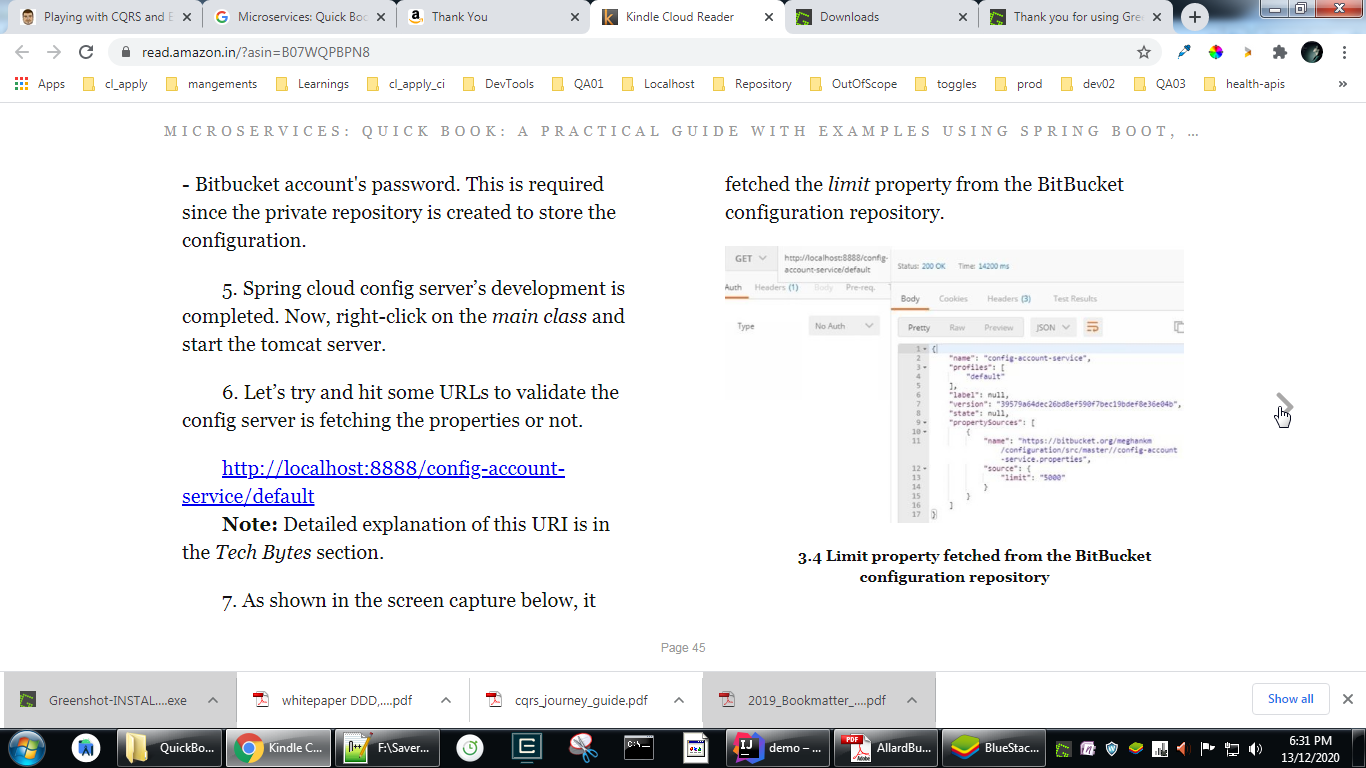 Playing with CQRS and E
Microservices: Quick Boo
Thank You
Kindle Cloud Reader
Downloads
Thank you for using Gre
read.amazon.in/?asin=B07WQPBPN8
Apps
cl_apply
mangements
Learnings
cl_apply_ci
DevTools
QA01
Localhost
Repository
OutOfScope
toggles
prod
dev02
QA03
health-apis
»
MICROSERVICES: QUICK BOOK: A PRACTICAL GUIDE WITH EXAMPLES USING SPRING BOOT, …
- Bitbucket account's password. This is required
since the private repository is created to store the
configuration.
5. Spring cloud config server’s development is
completed. Now, right-click on the main class and
start the tomcat server.
6. Let’s try and hit some URLs to validate the
config server is fetching the properties or not.
http://localhost:8888/config-account-
service/default
Note: Detailed explanation of this URI is in
the Tech Bytes section.
7. As shown in the screen capture below, it
fetched the limit property from the BitBucket
configuration repository.
GET
http://localhost:8888/config-
account-service/default
Auth Headers (1) Body Pre-req.
Type No Auth
Status: 200 OK Time: 14200 ms
Body Cookies Headers (3) Test Results
Pretty Raw Preview JSON
1 {
2 "name": "config-account-service",
3 "profiles": [
4 "default"
5 ],
6 "label": null,
7 "version": "39579a64dec26bd8ef590f7bec19bdef8e36e04b",
8 "state": null,
9 "propertySources": [
10 {
11 "name": "https://bitbucket.org/meghankm
/configuration/src/master//config-account
-service.properties",
12 "source": {
13 "limit": "5000"
14 }
15 }
16 ]
17 }
3.4 Limit property fetched from the BitBucket
configuration repository
Page 45
Greenshot-INSTAL....exe
whitepaper DDD,....pdf
cqrs_journey_guide.pdf
2019_Bookmatter_....pdf
Show all
QuickBo...
Kindle C...
F:\Saver...
demo – ...
AllardBu...
BlueStac...
6:31 PM
13/12/2020